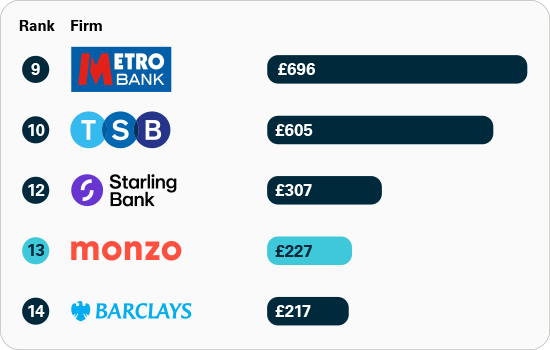 Rank Firm
9 METRO BANK £696
10 TSB £605
12 Starling Bank £307
13 monzo £227
14 BARCLAYS £217